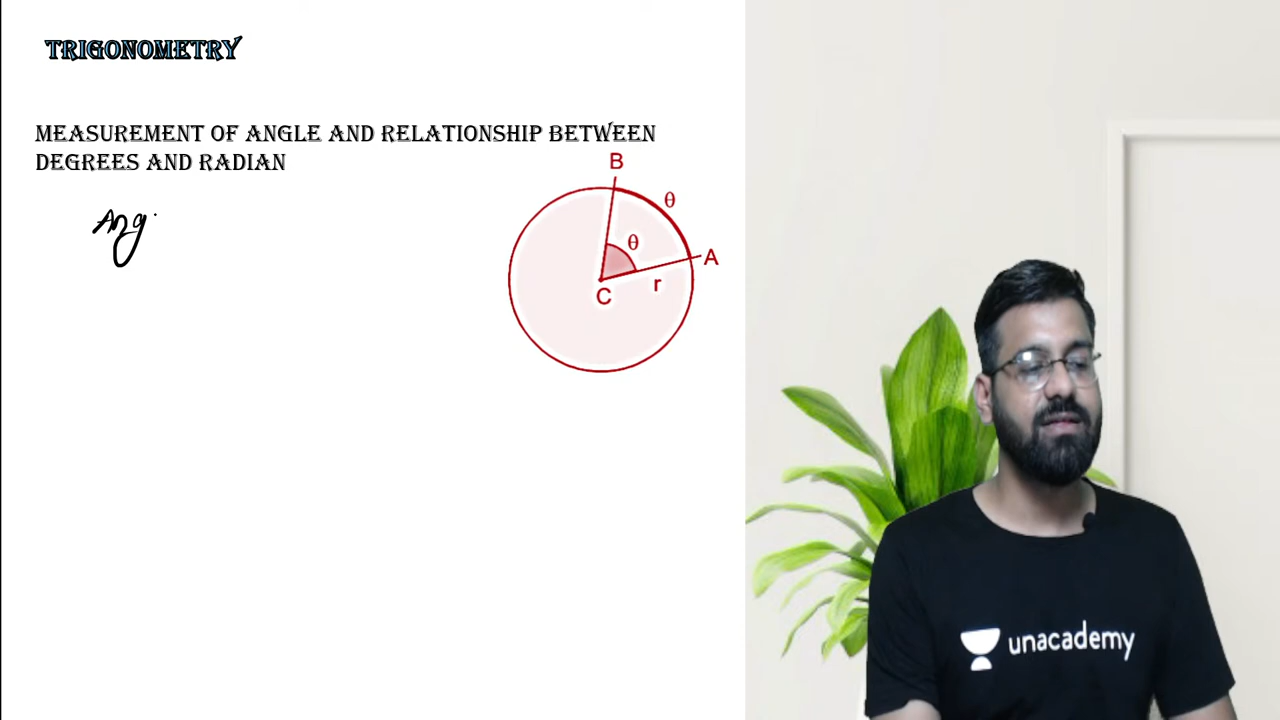 TRIGONOMETRY
MEASUREMENT OF ANGLE AND RELATIONSHIP BETWEEN
DEGREES AND RADIAN
B
θ
Ang
θ
A
r
C
unacademy